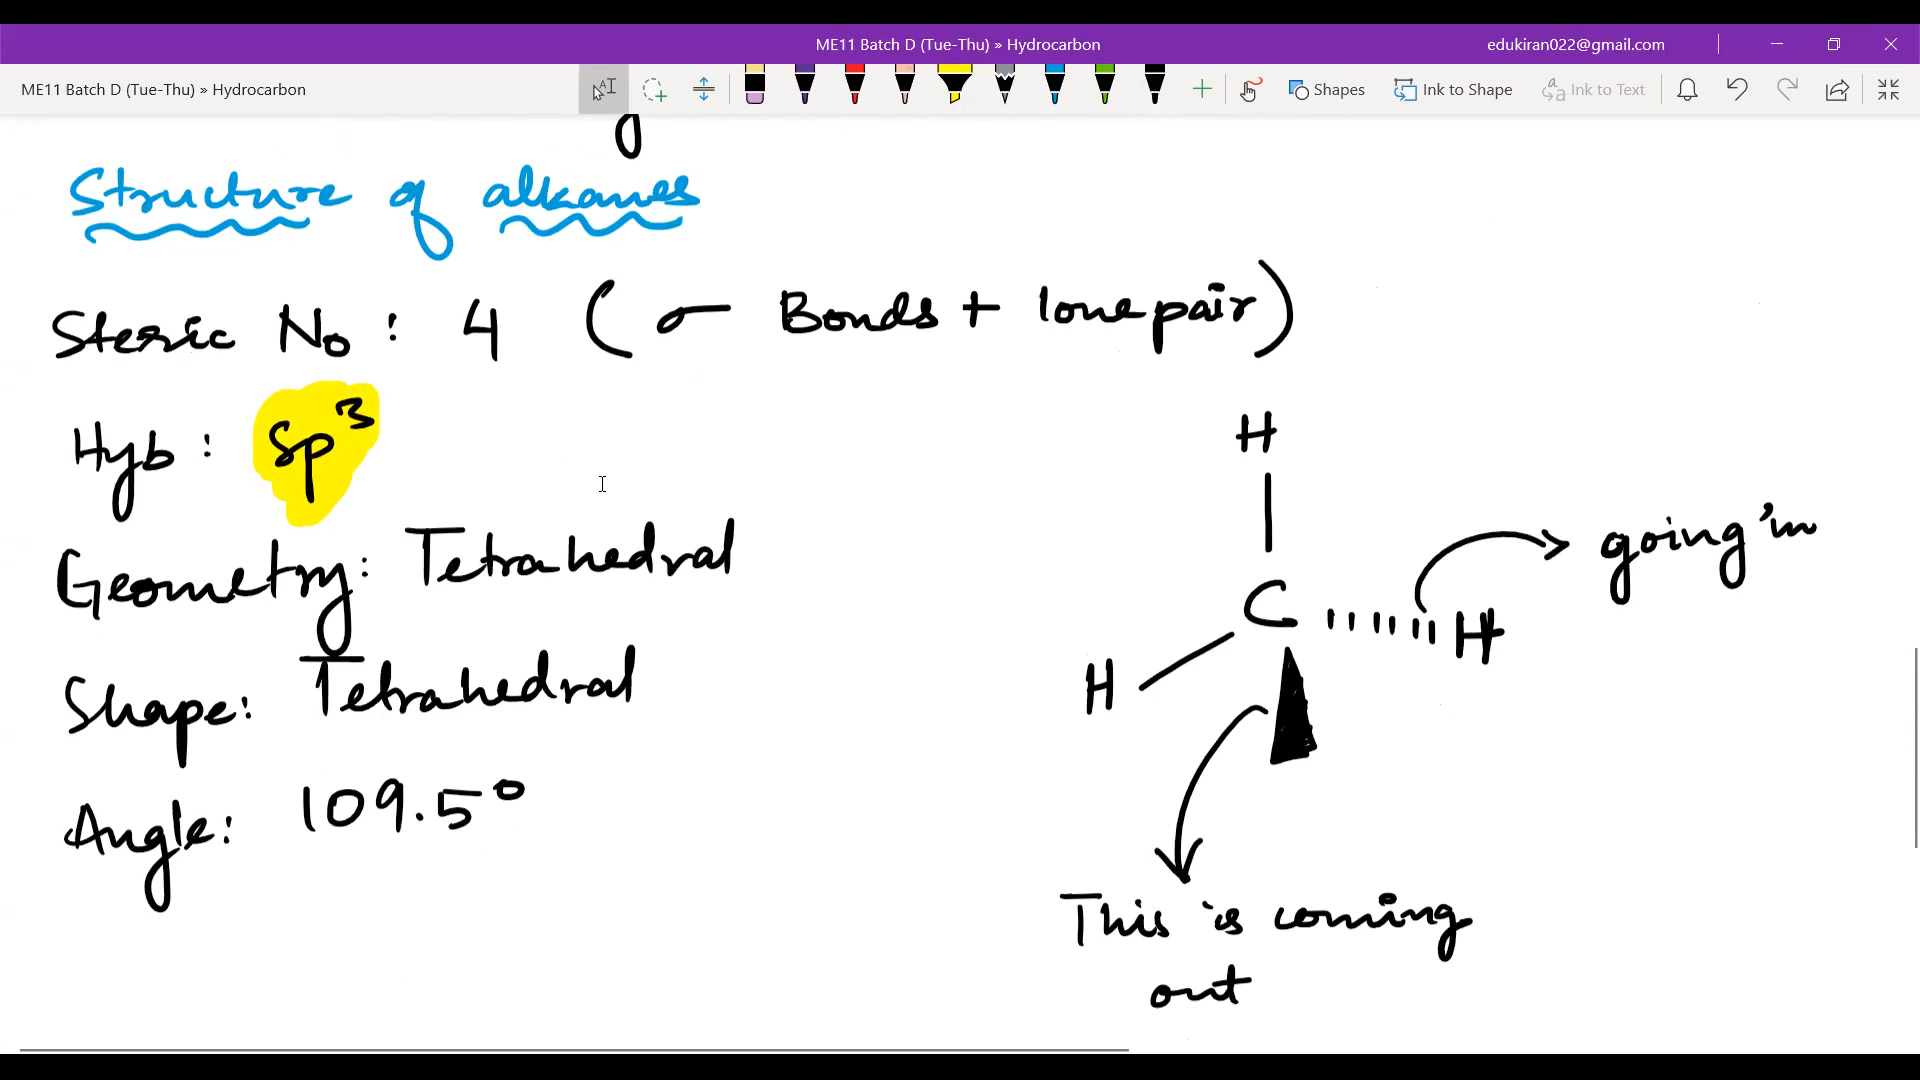 ME11 Batch D (Tue-Thu) » Hydrocarbon
edukiran022@gmail.com
ME11 Batch D (Tue-Thu) » Hydrocarbon
Shapes
Ink to Shape
Ink to Text
Structure of alkanes
Steric No : 4 (σ- Bonds + lone pair)
Hyb : Sp³
Geometry: Tetrahedral
Shape: Tetrahedral
Angle: 109.5°
H
going in
C
H
H
This is coming
out